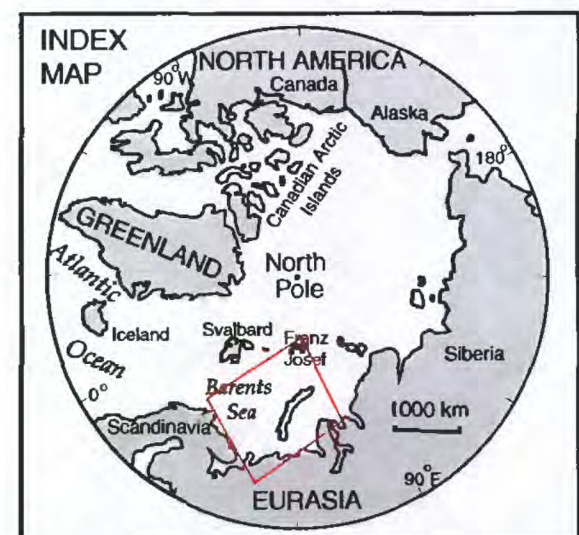 INDEX
MAP
90°W
NORTH AMERICA
Canada
Alaska
180°
Canadian Arctic
Islands
GREENLAND
Atlantic
North
Pole
Iceland
Svalbard
Franz
Josef
Siberia
Ocean
Barents
Sea
0°
1000 km
Scandinavia
90°E
EURASIA